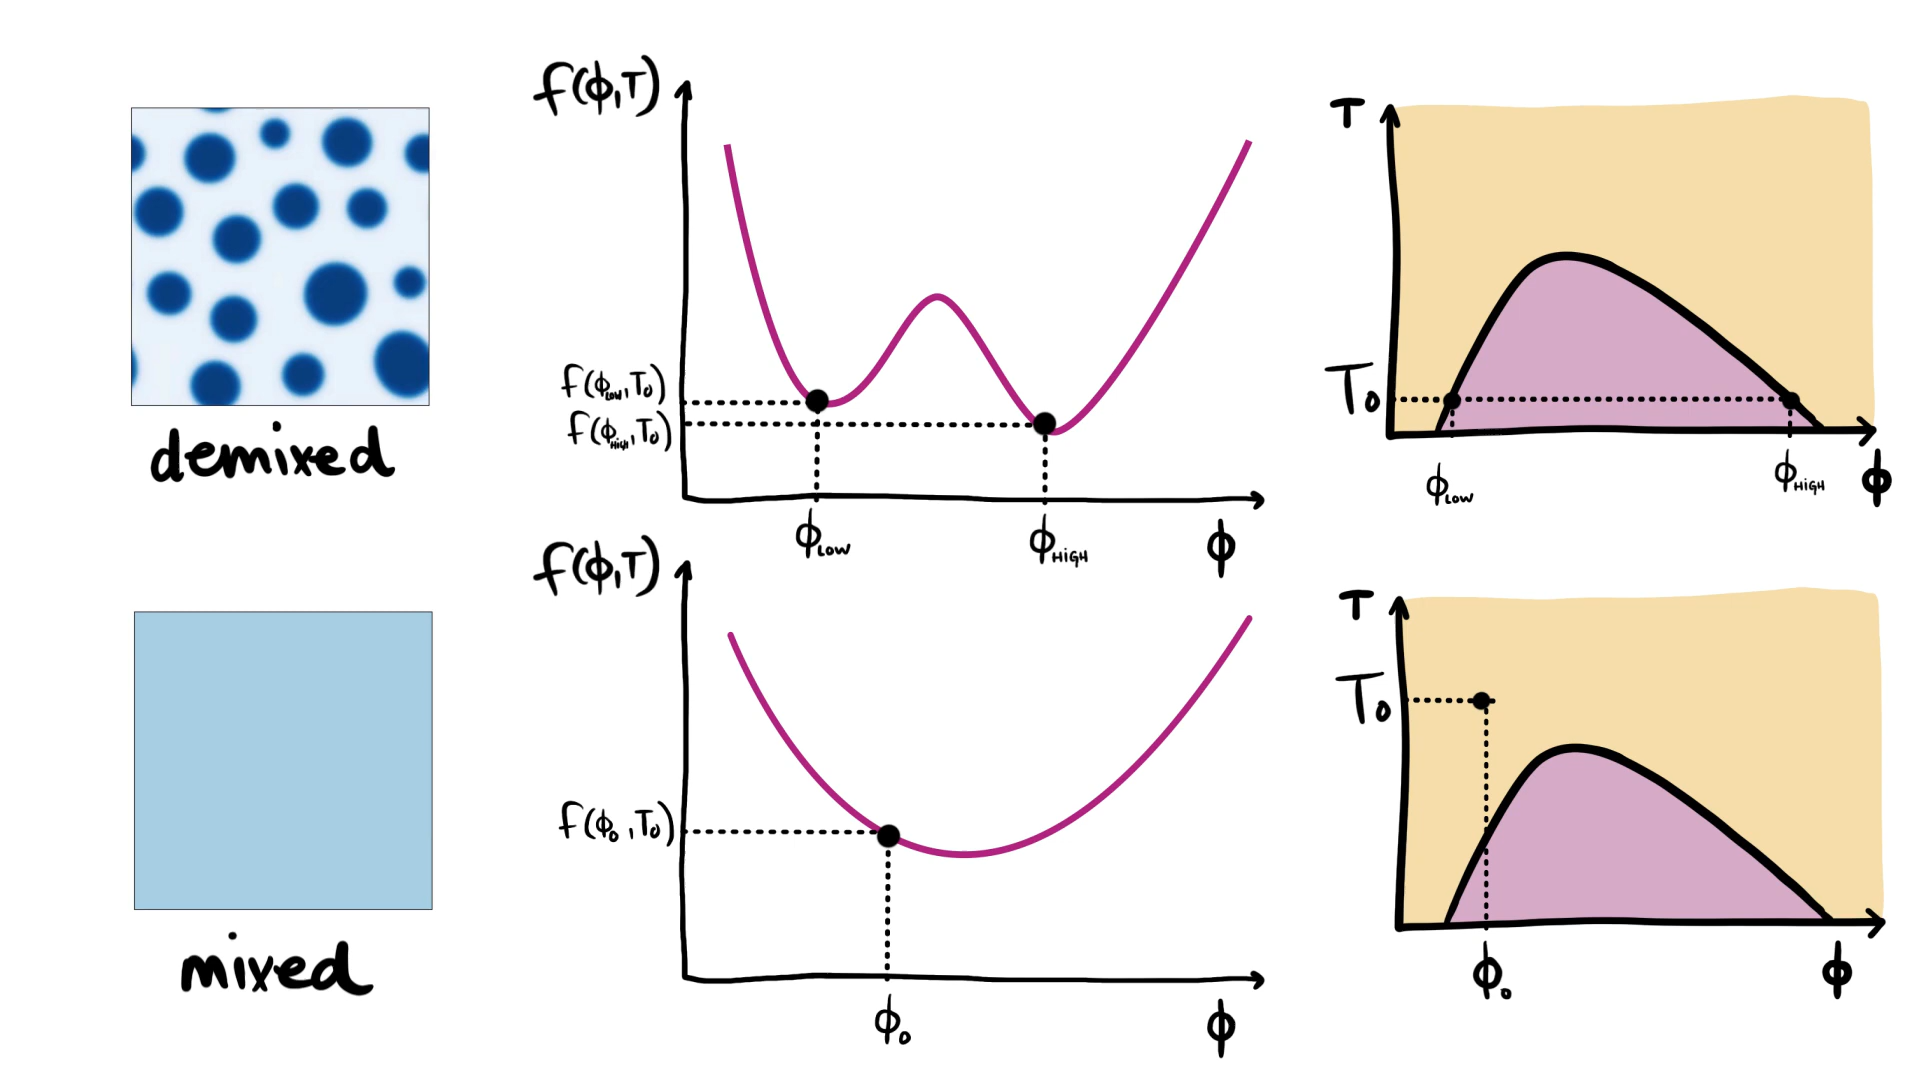 demixed
f(ϕ,T)
f(ϕLOW,T₀)
f(ϕHIGH,T₀)
ϕLOW
ϕHIGH
ϕ
T
T₀
ϕLOW
ϕHIGH
ϕ
mixed
f(ϕ,T)
f(ϕ₀,T₀)
ϕ₀
ϕ
T
T₀
ϕ₀
ϕ